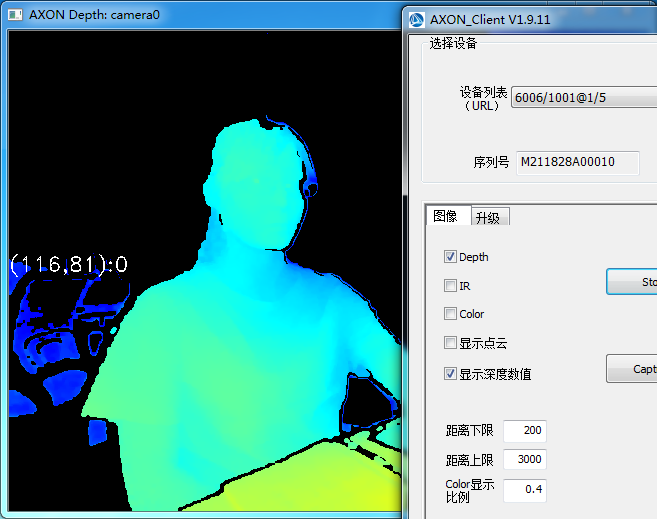 AXON Depth: camera0
AXON_Client V1.9.11
选择设备
设备列表
（URL）
6006/1001@1/5
序列号
M211828A00010
图像
升级
(116,81):0
Depth
IR
Color
显示点云
显示深度数值
距离下限
200
距离上限
3000
Color显示
比例
0.4